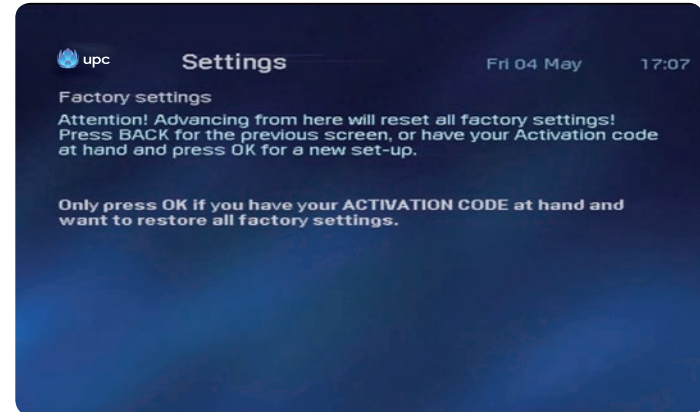 upc Settings Fri 04 May 17:07
Factory settings
Attention! Advancing from here will reset all factory settings!
Press BACK for the previous screen, or have your Activation code
at hand and press OK for a new set-up.
Only press OK if you have your ACTIVATION CODE at hand and
want to restore all factory settings.